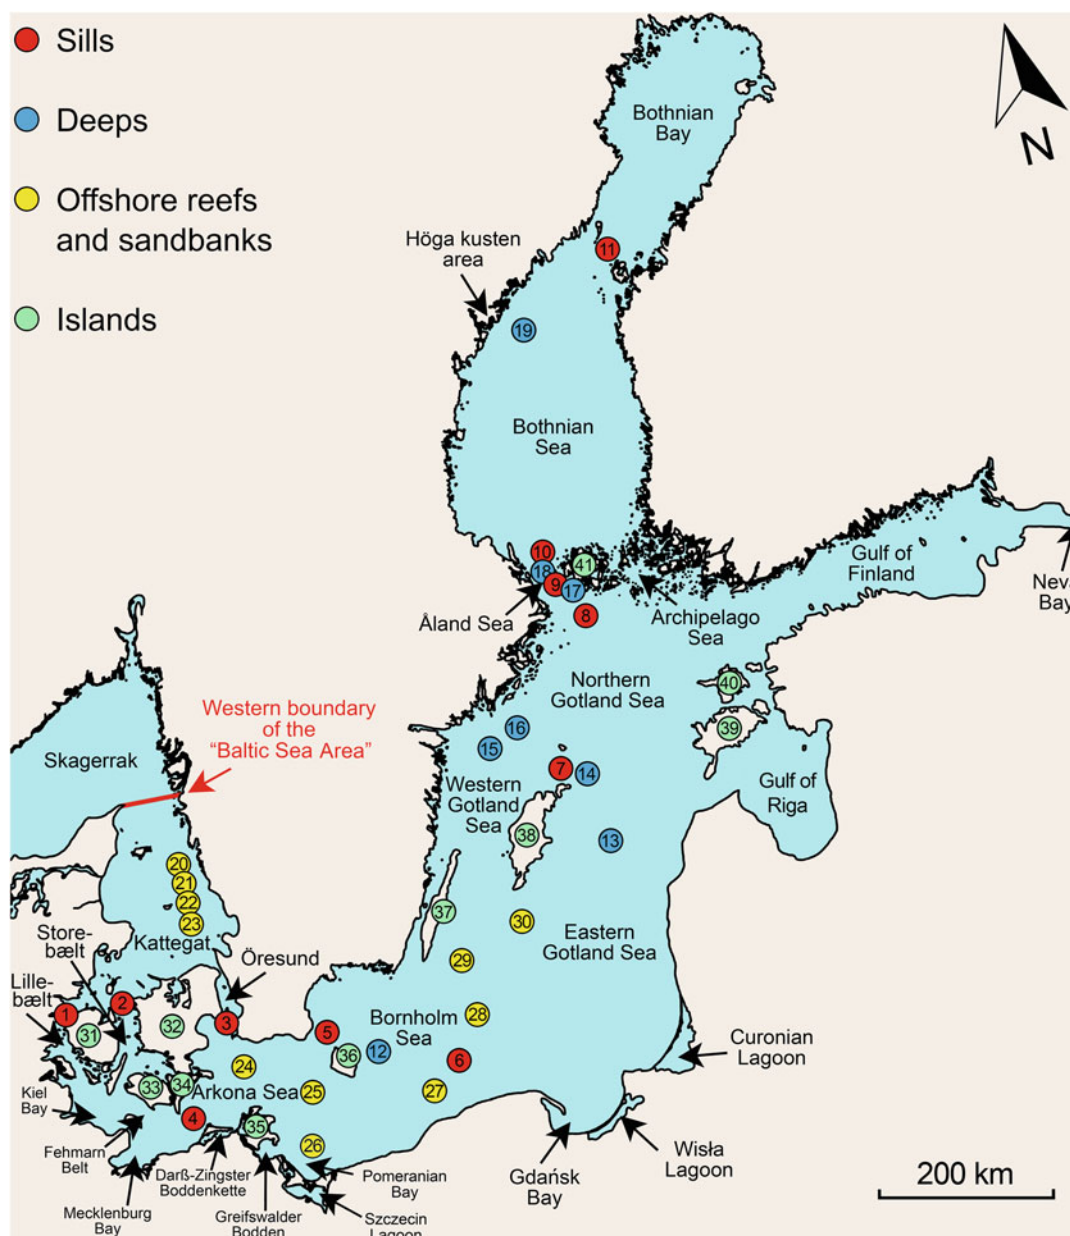 Sills
Deeps
Offshore reefs
and sandbanks
Islands
N
Bothnian
Bay
Höga kusten
area
11
19
Bothnian
Sea
10
18
41
9
17
8
Åland Sea
Archipelago
Sea
Gulf of
Finland
Neva
Bay
Northern
Gotland Sea
40
39
16
15
7
14
Western
Gotland
Sea
38
13
Gulf of
Riga
Western boundary
of the
"Baltic Sea Area"
Skagerrak
20
21
22
23
Kattegat
Store-
bælt
Öresund
Lille-
bælt
37
30
Eastern
Gotland Sea
29
28
1
2
31
32
3
5
Bornholm
Sea
36
12
6
24
33
34
Arkona Sea
25
27
4
35
26
Kiel
Bay
Fehmarn
Belt
Mecklenburg
Bay
Darß-Zingster
Boddenkette
Greifswalder
Bodden
Pomeranian
Bay
Szczecin
Lagoon
Gdańsk
Bay
Wisła
Lagoon
Curonian
Lagoon
200 km